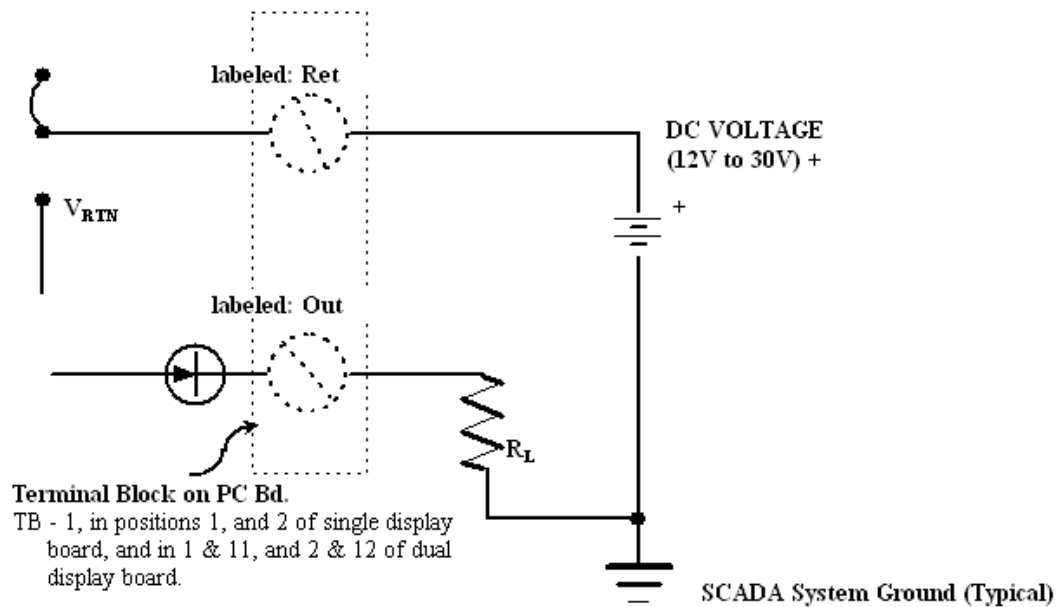 labeled: Ret
DC VOLTAGE
(12V to 30V) +
+
VRTN
labeled: Out
RL
Terminal Block on PC Bd.
TB - 1, in positions 1, and 2 of single display
board, and in 1 & 11, and 2 & 12 of dual
display board.
SCADA System Ground (Typical)